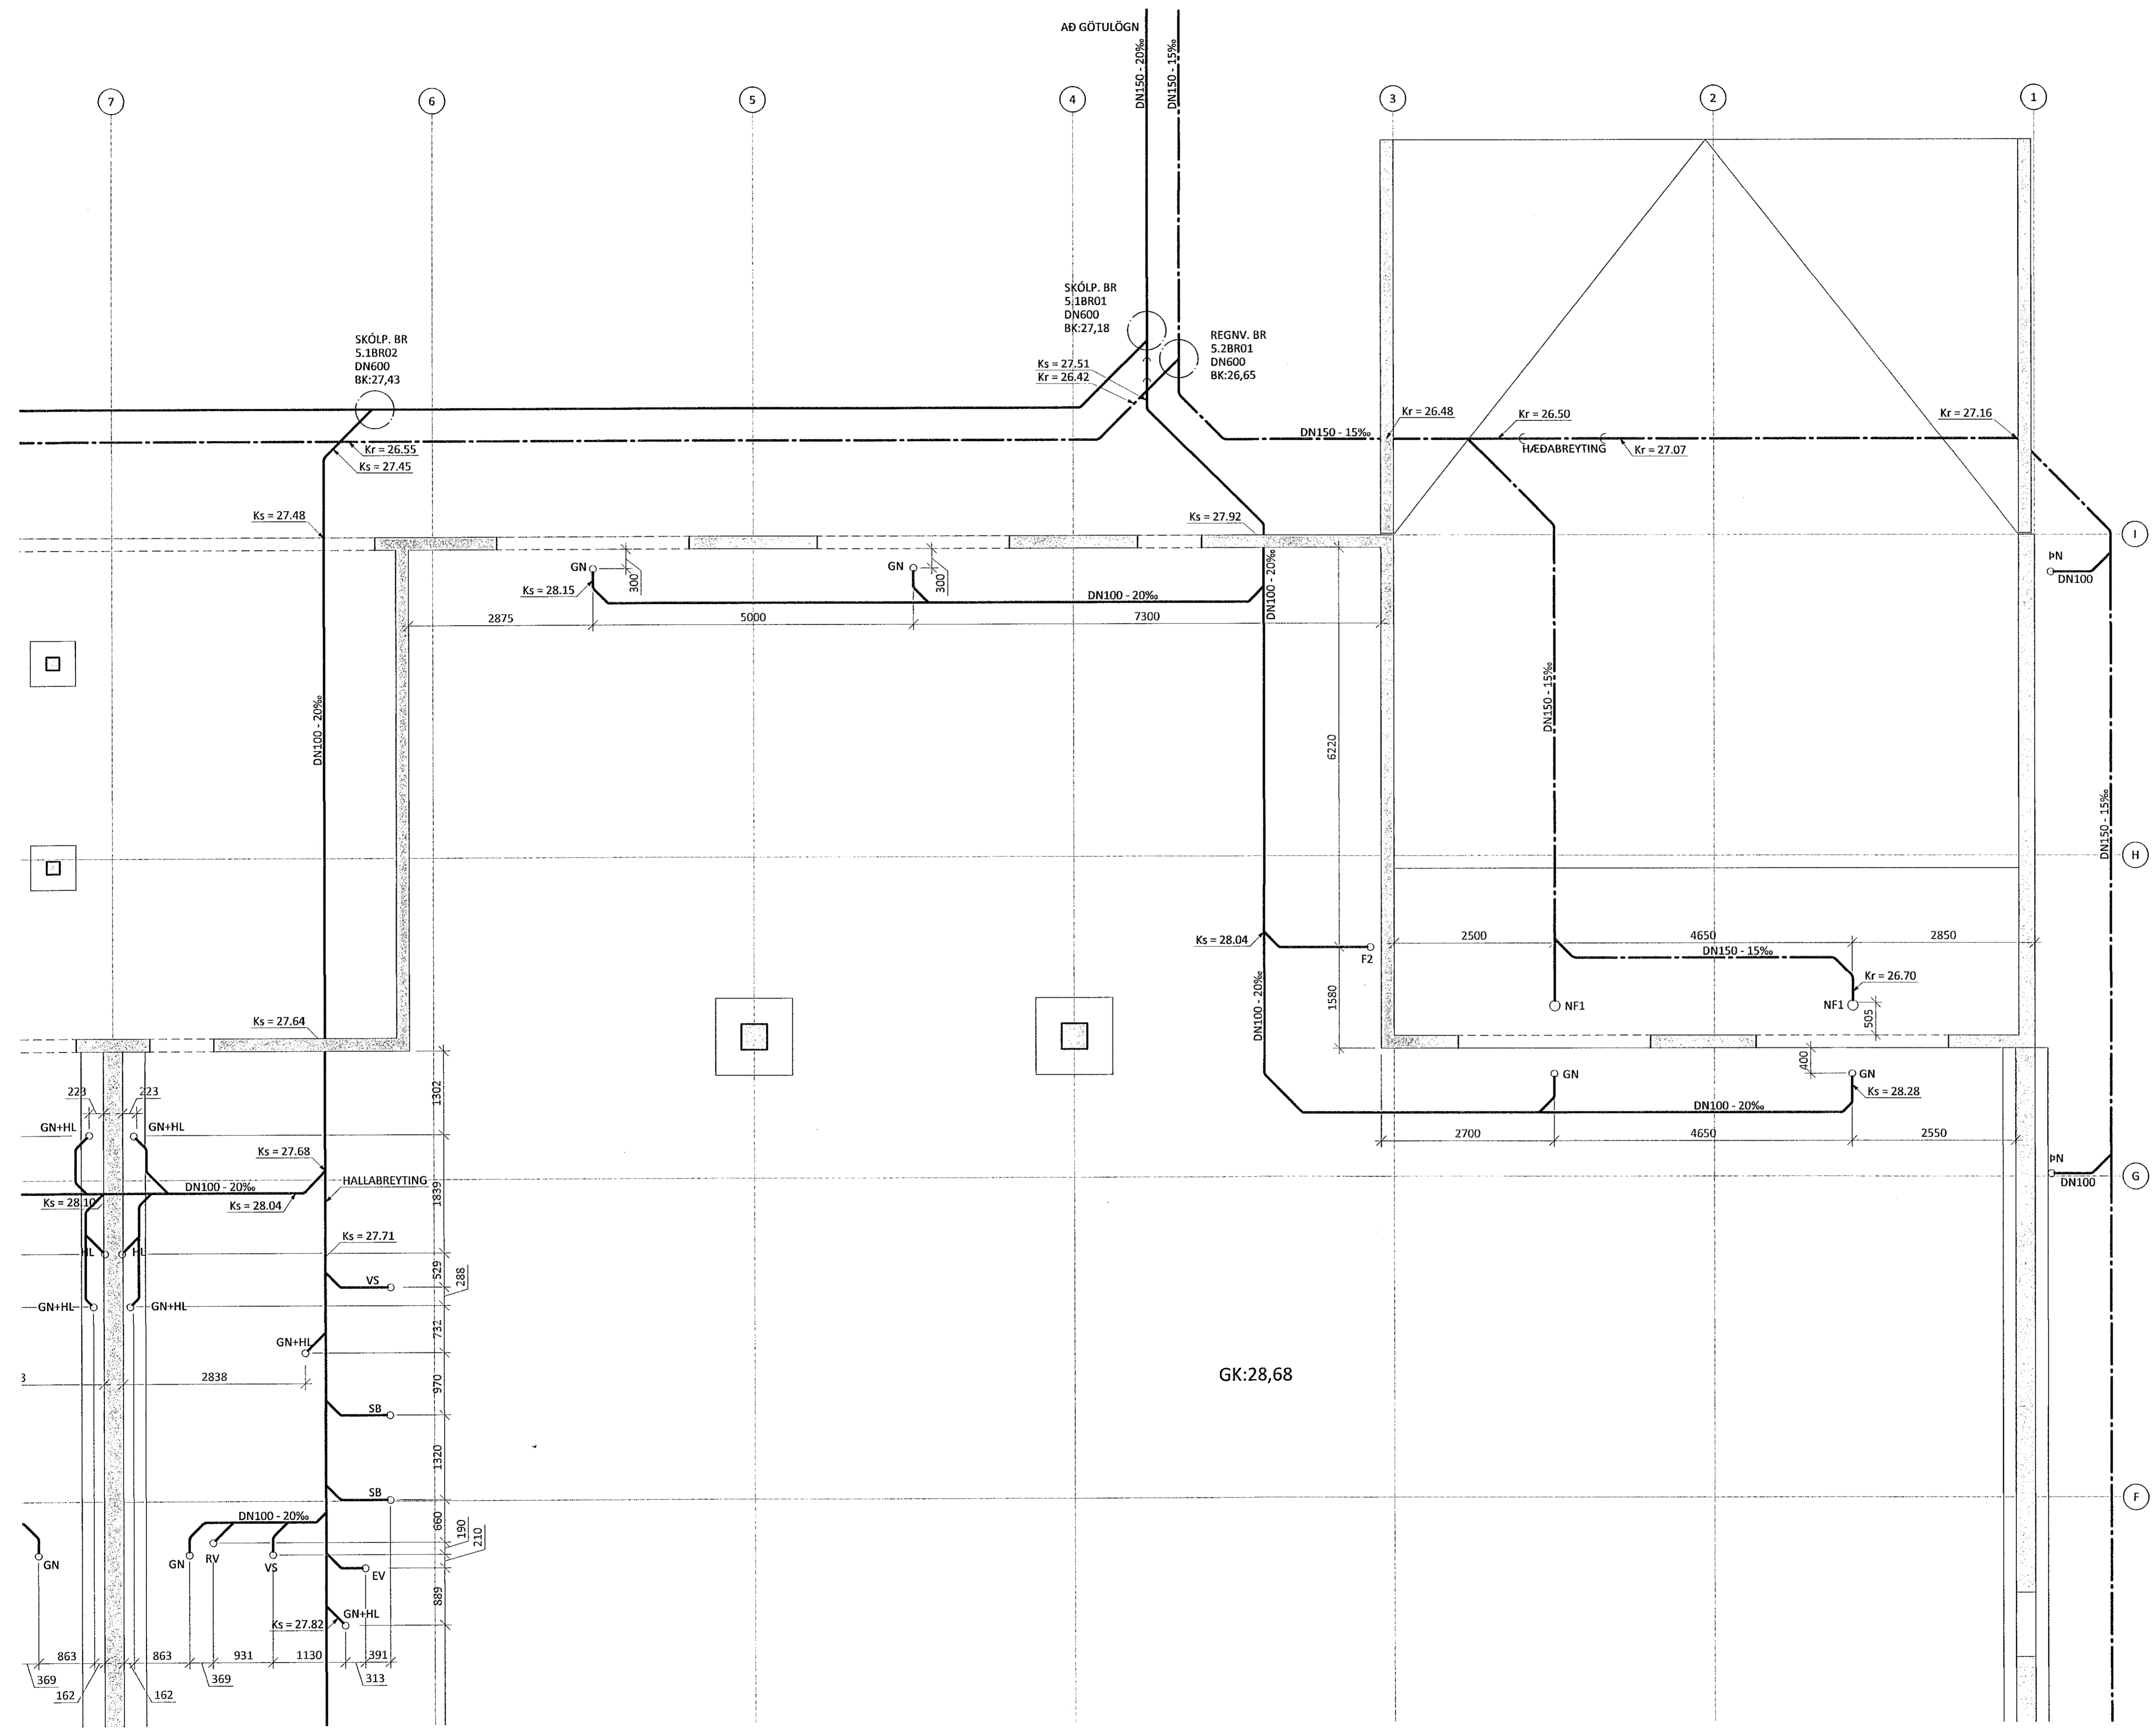 AÐ GÖTULÖGN
DN150 - 20‰
DN150 - 15‰
7
6
5
4
3
2
1
SKÓLP. BR
5.1BR01
DN600
BK:27,18
REGNV. BR
5.2BR01
DN600
BK:26,65
SKÓLP. BR
5.1BR02
DN600
BK:27,43
Ks = 27.51
Kr = 26.42
Kr = 26.48
Kr = 26.50
Kr = 27.16
DN150 - 15‰
HÆÐABREYTING
Kr = 27.07
Kr = 26.55
Ks = 27.45
Ks = 27.48
Ks = 27.92
I
GN
300
GN
300
Ks = 28.15
DN100 - 20‰
DN100 - 20‰
2875
5000
7300
ÞN
DN100
DN100 - 20‰
DN150 - 15‰
6220
DN150 - 15‰
H
Ks = 28.04
F2
2500
4650
2850
DN150 - 15‰
Kr = 26.70
NF1
NF1
505
DN100 - 20‰
1580
Ks = 27.64
400
GN
GN
Ks = 28.28
DN100 - 20‰
2700
4650
2550
223
223
1302
GN+HL
GN+HL
Ks = 27.68
HALLABREYTING
1839
DN100 - 20‰
Ks = 28.10
Ks = 28.04
ÞN
DN100
G
Ks = 27.71
HL
HL
529
288
VS
GN+HL
GN+HL
732
GN+HL
3
2838
970
GK:28,68
SB
1320
SB
F
DN100 - 20‰
660
190
210
GN
GN
RV
VS
EV
889
GN+HL
Ks = 27.82
863
863
931
1130
391
369
369
313
162
162